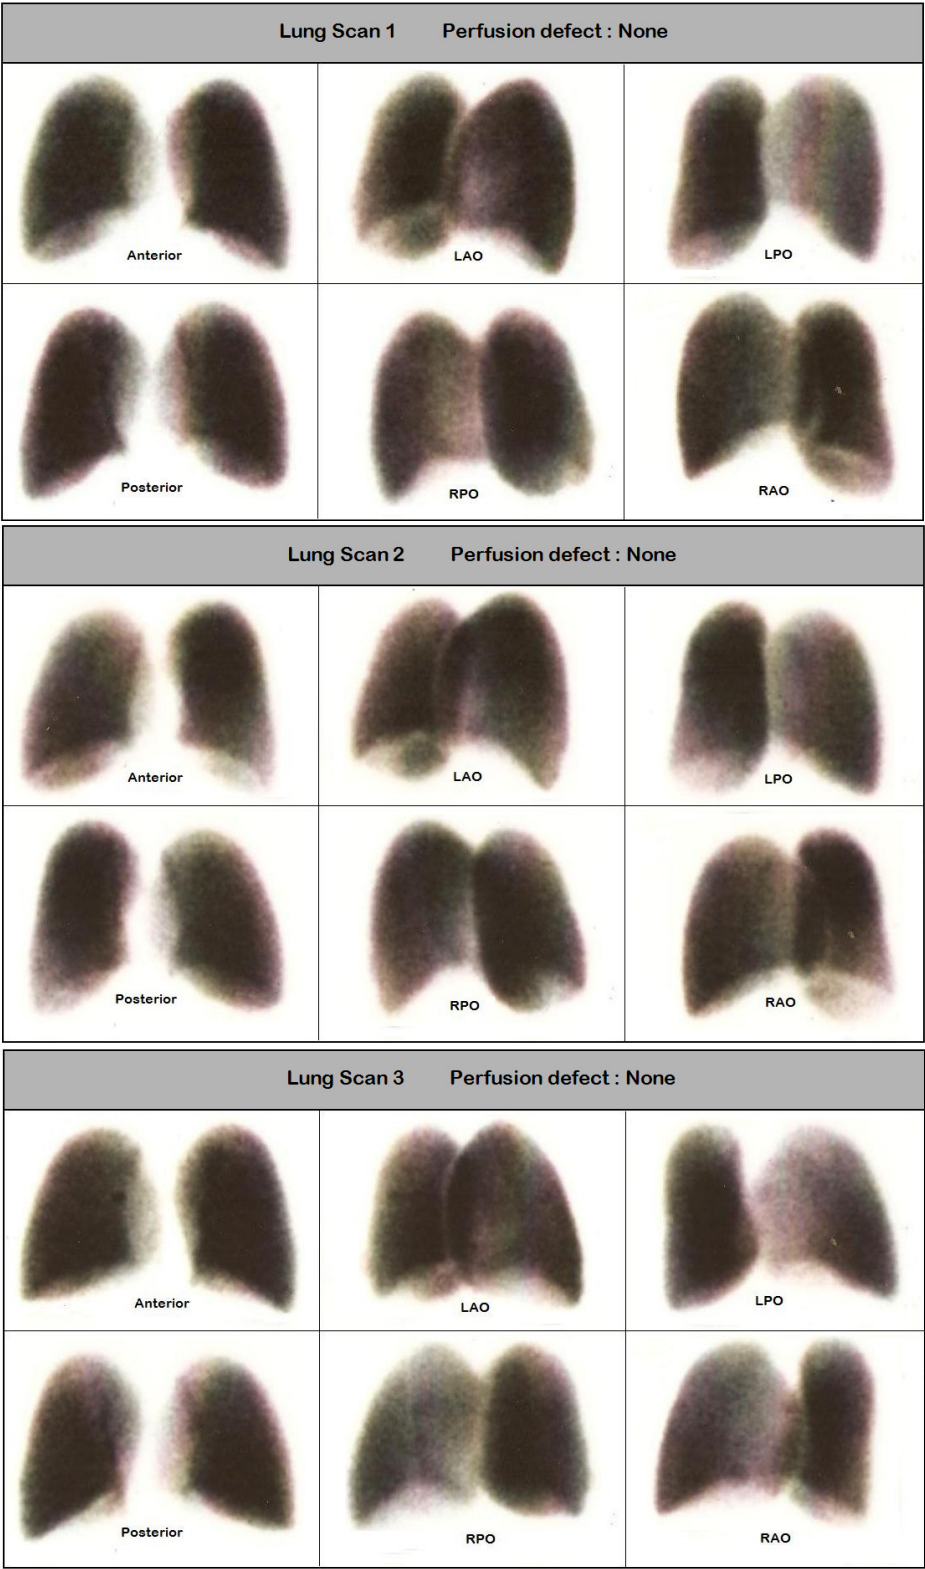 Lung Scan 1 Perfusion defect : None
Anterior
LAO
LPO
Posterior
RPO
RAO
Lung Scan 2 Perfusion defect : None
Anterior
LAO
LPO
Posterior
RPO
RAO
Lung Scan 3 Perfusion defect : None
Anterior
LAO
LPO
Posterior
RPO
RAO